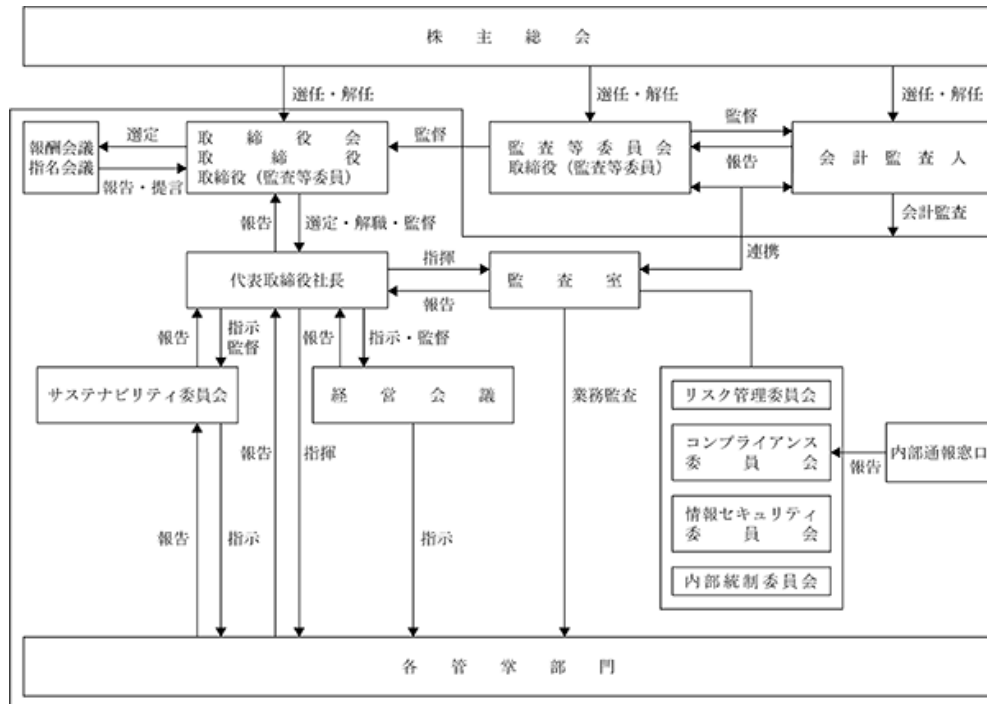 株主総会
選任・解任
選任・解任
選任・解任
報酬会議
指名会議
選定
報告・提言
取締役会
取締役
取締役（監査等委員）
監督
監査等委員会
取締役（監査等委員）
監督
報告
会計監査人
報告
選定・解職・監督
連携
会計監査
代表取締役社長
指揮
報告
監査室
報告
指示
監督
報告
指示・監督
サステナビリティ委員会
経営会議
業務監査
リスク管理委員会
コンプライアンス
委員会
報告
内部通報窓口
情報セキュリティ
委員会
内部統制委員会
報告
指示
報告
指揮
指示
各管掌部門